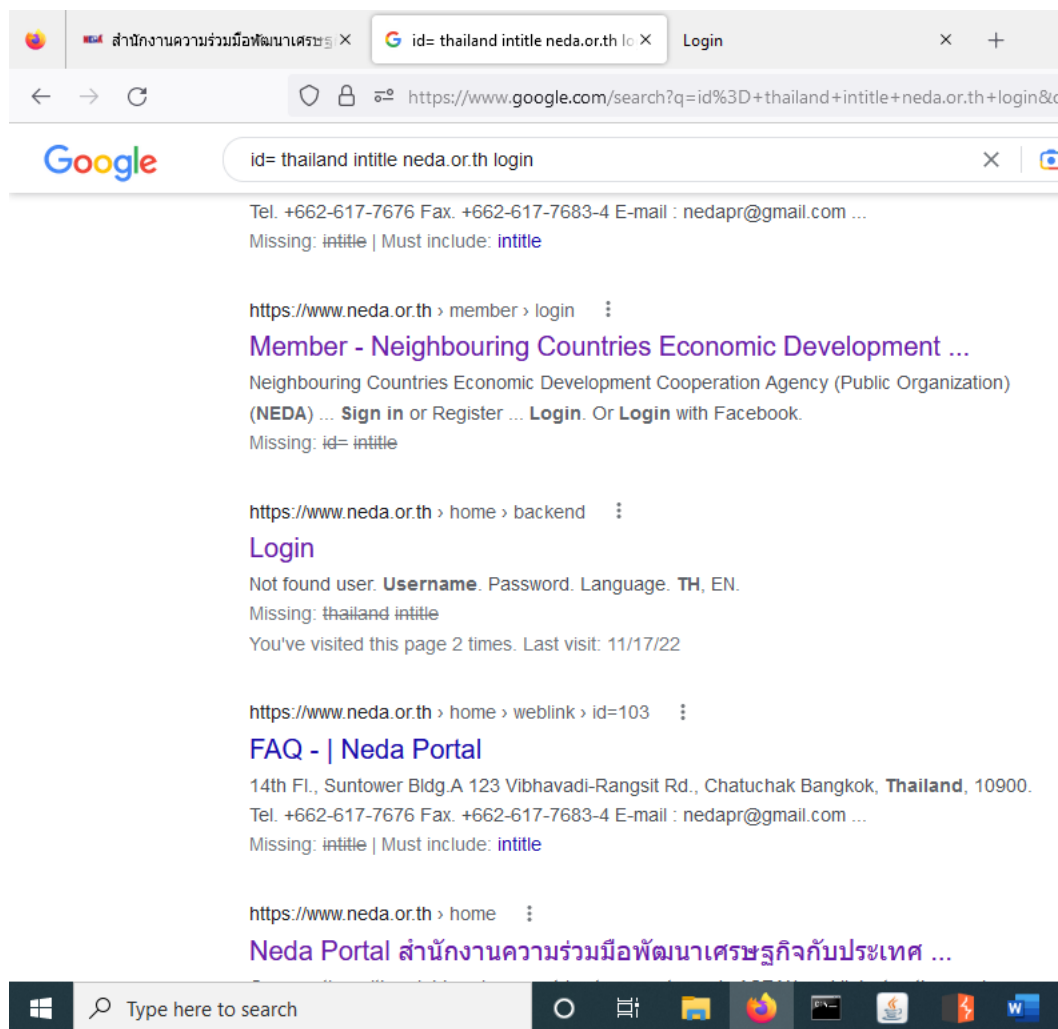 สำนักงานความร่วมมือพัฒนาเศรษฐ
id= thailand intitle neda.or.th lo
Login
https://www.google.com/search?q=id%3D+thailand+intitle+neda.or.th+login&
Google
id= thailand intitle neda.or.th login
Tel. +662-617-7676 Fax. +662-617-7683-4 E-mail : nedapr@gmail.com ...
Missing: intitle | Must include: intitle
https://www.neda.or.th › member › login
Member - Neighbouring Countries Economic Development ...
Neighbouring Countries Economic Development Cooperation Agency (Public Organization)
(NEDA) ... Sign in or Register ... Login. Or Login with Facebook.
Missing: id= intitle
https://www.neda.or.th › home › backend
Login
Not found user. Username. Password. Language. TH, EN.
Missing: thailand intitle
You've visited this page 2 times. Last visit: 11/17/22
https://www.neda.or.th › home › weblink › id=103
FAQ - | Neda Portal
14th Fl., Suntower Bldg.A 123 Vibhavadi-Rangsit Rd., Chatuchak Bangkok, Thailand, 10900.
Tel. +662-617-7676 Fax. +662-617-7683-4 E-mail : nedapr@gmail.com ...
Missing: intitle | Must include: intitle
https://www.neda.or.th › home
Neda Portal สำนักงานความร่วมมือพัฒนาเศรษฐกิจกับประเทศ ...
Type here to search